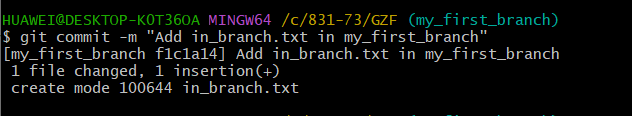 HUAWEI@DESKTOP-KOT36OA MINGW64 /c/831-73/GZF (my_first_branch)
$ git commit -m "Add in_branch.txt in my_first_branch"
[my_first_branch f1c1a14] Add in_branch.txt in my_first_branch
 1 file changed, 1 insertion(+)
 create mode 100644 in_branch.txt